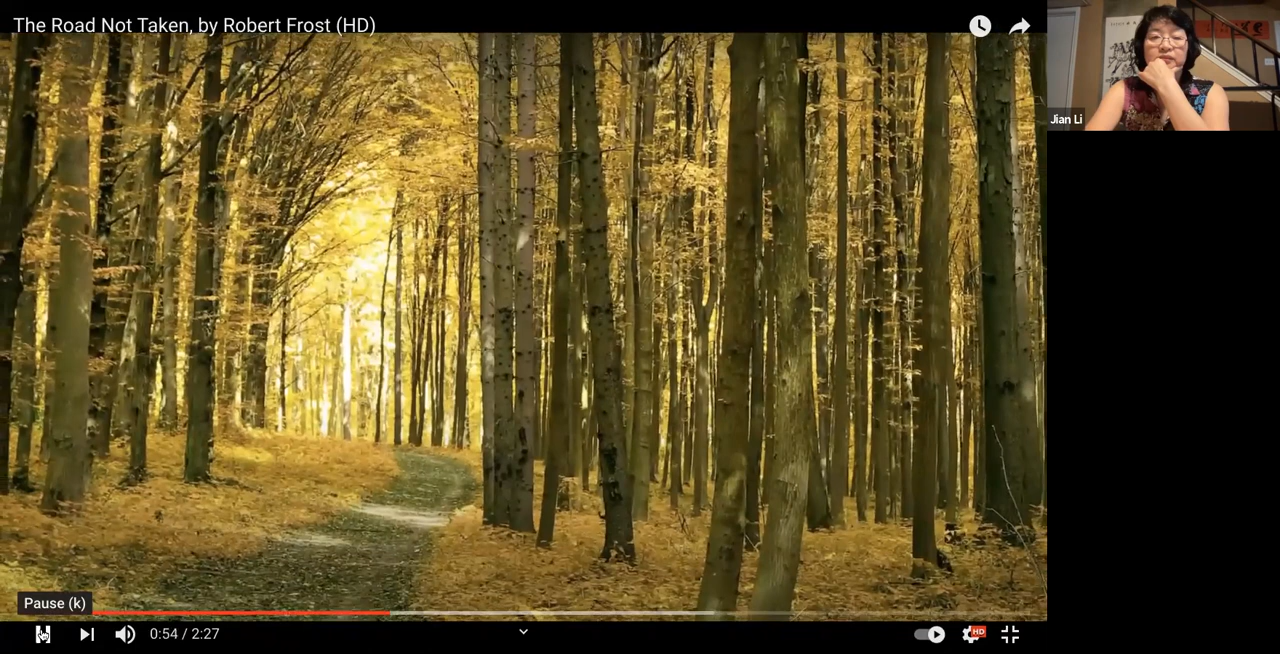 The Road Not Taken, by Robert Frost (HD)
Jian Li
Pause (k)
0:54 / 2:27
HD